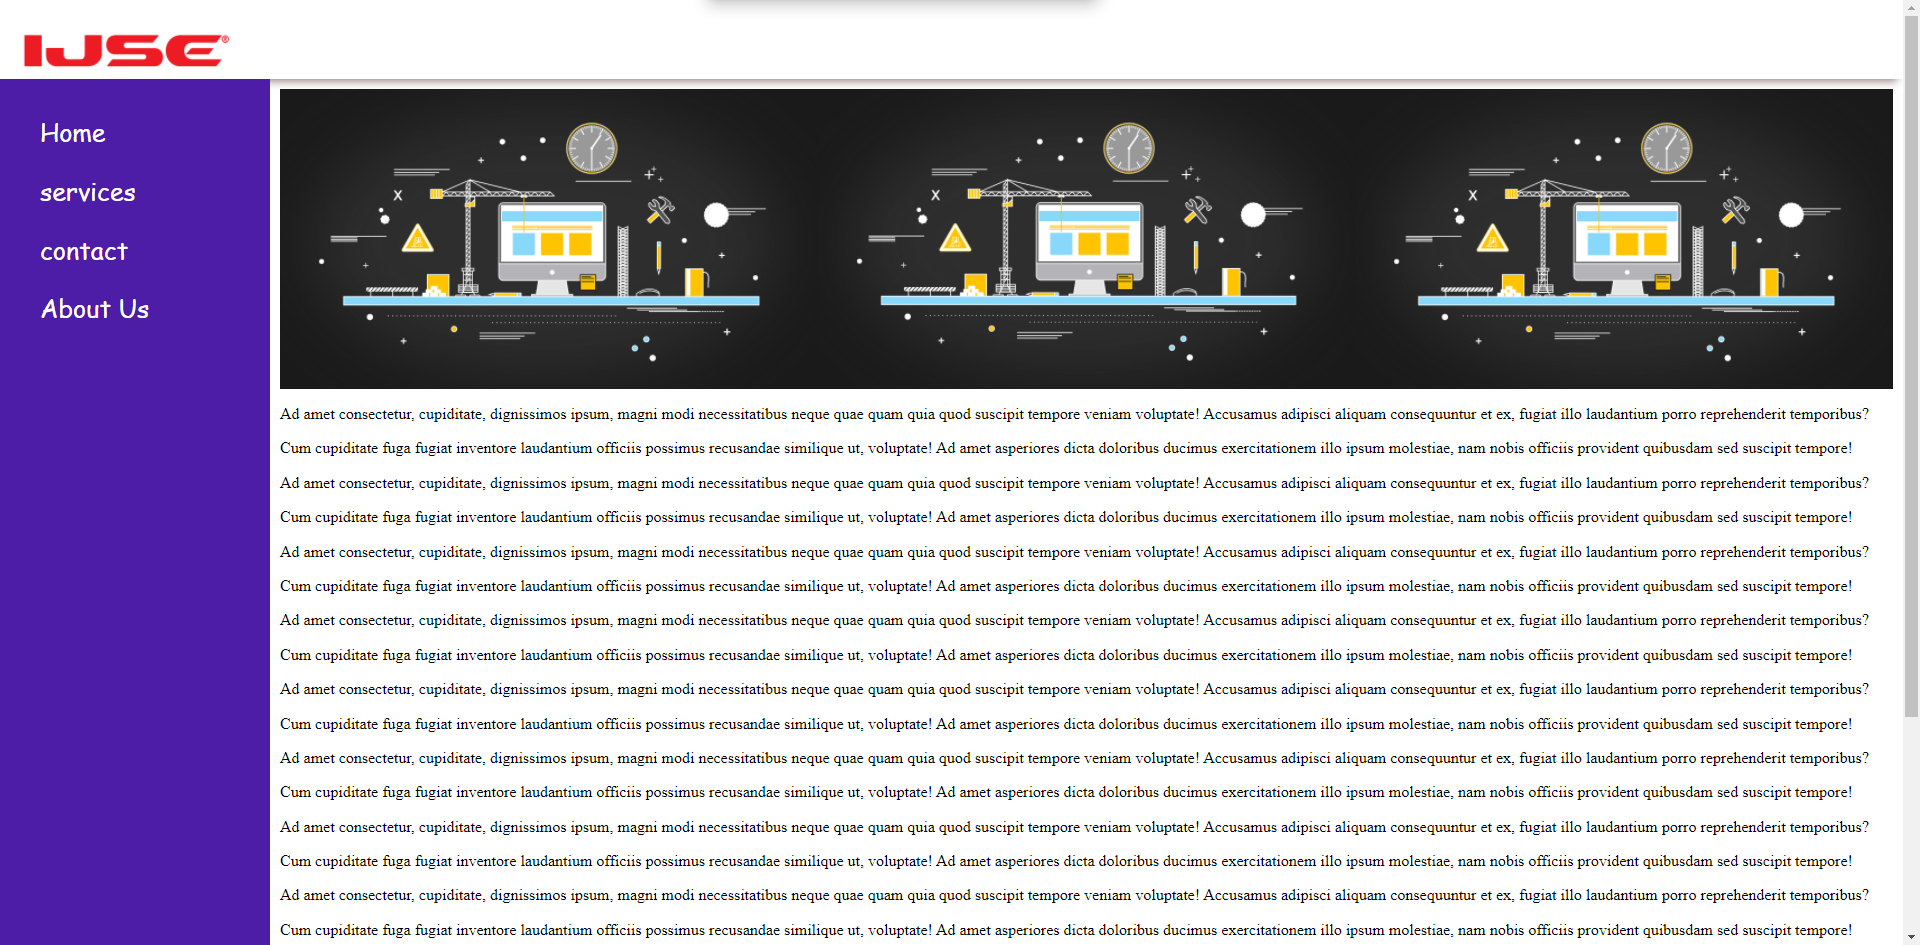 IJSE®
Home
services
contact
About Us
X
X
X
Ad amet consectetur, cupiditate, dignissimos ipsum, magni modi necessitatibus neque quae quam quia quod suscipit tempore veniam voluptate! Accusamus adipisci aliquam consequuntur et ex, fugiat illo laudantium porro reprehenderit temporibus?
Cum cupiditate fuga fugiat inventore laudantium officiis possimus recusandae similique ut, voluptate! Ad amet asperiores dicta doloribus ducimus exercitationem illo ipsum molestiae, nam nobis officiis provident quibusdam sed suscipit tempore!
Ad amet consectetur, cupiditate, dignissimos ipsum, magni modi necessitatibus neque quae quam quia quod suscipit tempore veniam voluptate! Accusamus adipisci aliquam consequuntur et ex, fugiat illo laudantium porro reprehenderit temporibus?
Cum cupiditate fuga fugiat inventore laudantium officiis possimus recusandae similique ut, voluptate! Ad amet asperiores dicta doloribus ducimus exercitationem illo ipsum molestiae, nam nobis officiis provident quibusdam sed suscipit tempore!
Ad amet consectetur, cupiditate, dignissimos ipsum, magni modi necessitatibus neque quae quam quia quod suscipit tempore veniam voluptate! Accusamus adipisci aliquam consequuntur et ex, fugiat illo laudantium porro reprehenderit temporibus?
Cum cupiditate fuga fugiat inventore laudantium officiis possimus recusandae similique ut, voluptate! Ad amet asperiores dicta doloribus ducimus exercitationem illo ipsum molestiae, nam nobis officiis provident quibusdam sed suscipit tempore!
Ad amet consectetur, cupiditate, dignissimos ipsum, magni modi necessitatibus neque quae quam quia quod suscipit tempore veniam voluptate! Accusamus adipisci aliquam consequuntur et ex, fugiat illo laudantium porro reprehenderit temporibus?
Cum cupiditate fuga fugiat inventore laudantium officiis possimus recusandae similique ut, voluptate! Ad amet asperiores dicta doloribus ducimus exercitationem illo ipsum molestiae, nam nobis officiis provident quibusdam sed suscipit tempore!
Ad amet consectetur, cupiditate, dignissimos ipsum, magni modi necessitatibus neque quae quam quia quod suscipit tempore veniam voluptate! Accusamus adipisci aliquam consequuntur et ex, fugiat illo laudantium porro reprehenderit temporibus?
Cum cupiditate fuga fugiat inventore laudantium officiis possimus recusandae similique ut, voluptate! Ad amet asperiores dicta doloribus ducimus exercitationem illo ipsum molestiae, nam nobis officiis provident quibusdam sed suscipit tempore!
Ad amet consectetur, cupiditate, dignissimos ipsum, magni modi necessitatibus neque quae quam quia quod suscipit tempore veniam voluptate! Accusamus adipisci aliquam consequuntur et ex, fugiat illo laudantium porro reprehenderit temporibus?
Cum cupiditate fuga fugiat inventore laudantium officiis possimus recusandae similique ut, voluptate! Ad amet asperiores dicta doloribus ducimus exercitationem illo ipsum molestiae, nam nobis officiis provident quibusdam sed suscipit tempore!
Ad amet consectetur, cupiditate, dignissimos ipsum, magni modi necessitatibus neque quae quam quia quod suscipit tempore veniam voluptate! Accusamus adipisci aliquam consequuntur et ex, fugiat illo laudantium porro reprehenderit temporibus?
Cum cupiditate fuga fugiat inventore laudantium officiis possimus recusandae similique ut, voluptate! Ad amet asperiores dicta doloribus ducimus exercitationem illo ipsum molestiae, nam nobis officiis provident quibusdam sed suscipit tempore!
Ad amet consectetur, cupiditate, dignissimos ipsum, magni modi necessitatibus neque quae quam quia quod suscipit tempore veniam voluptate! Accusamus adipisci aliquam consequuntur et ex, fugiat illo laudantium porro reprehenderit temporibus?
Cum cupiditate fuga fugiat inventore laudantium officiis possimus recusandae similique ut, voluptate! Ad amet asperiores dicta doloribus ducimus exercitationem illo ipsum molestiae, nam nobis officiis provident quibusdam sed suscipit tempore!